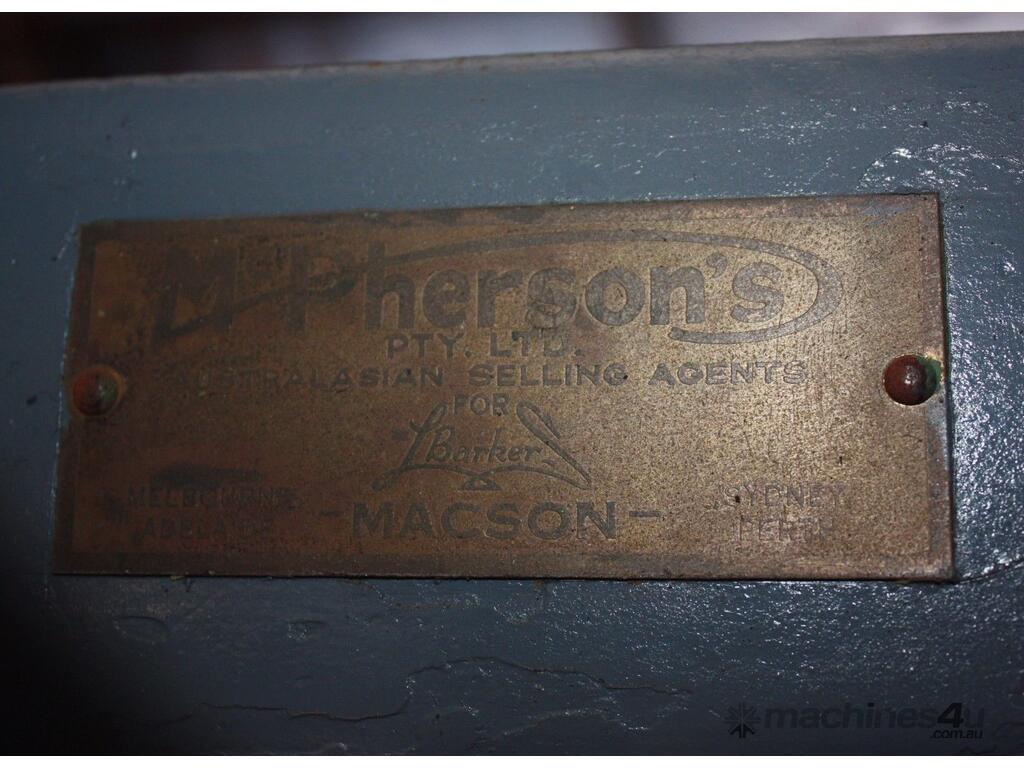 McPherson's
PTY. LTD.
AUSTRALASIAN SELLING AGENTS
FOR
Barker
MELBOURNE
ADELAIDE
-MACSON-
SYDNEY
PERTH
machines4u
.com.au